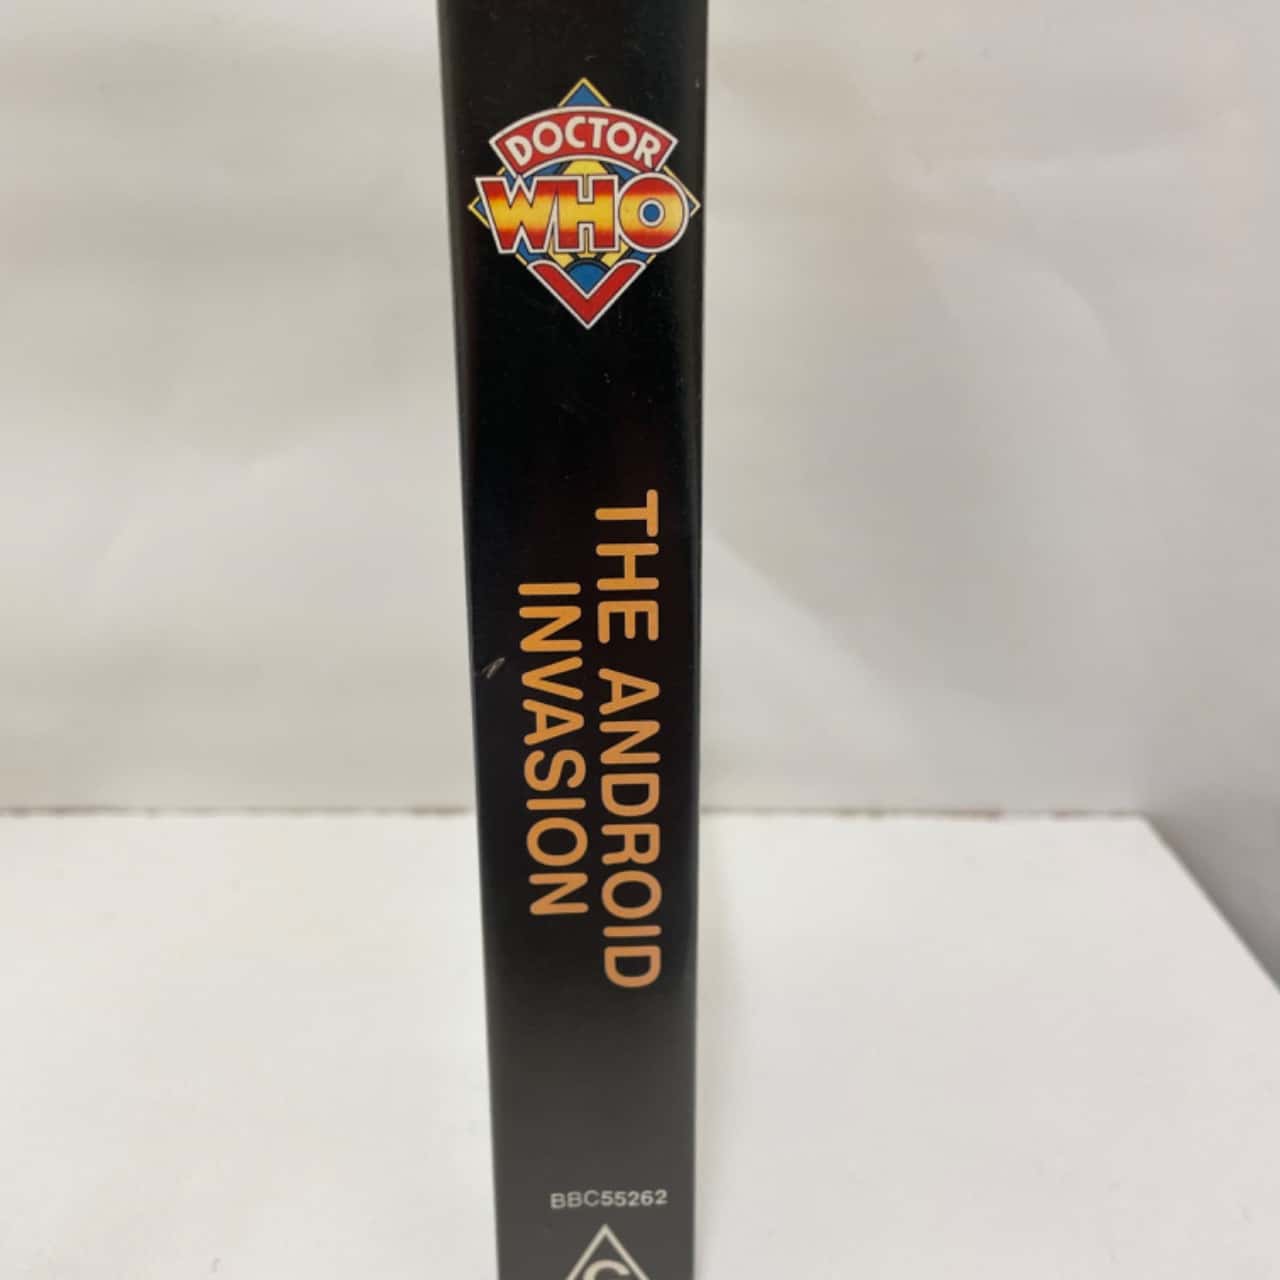 DOCTOR
WHO
THE ANDROID
INVASION
BBC55262
G